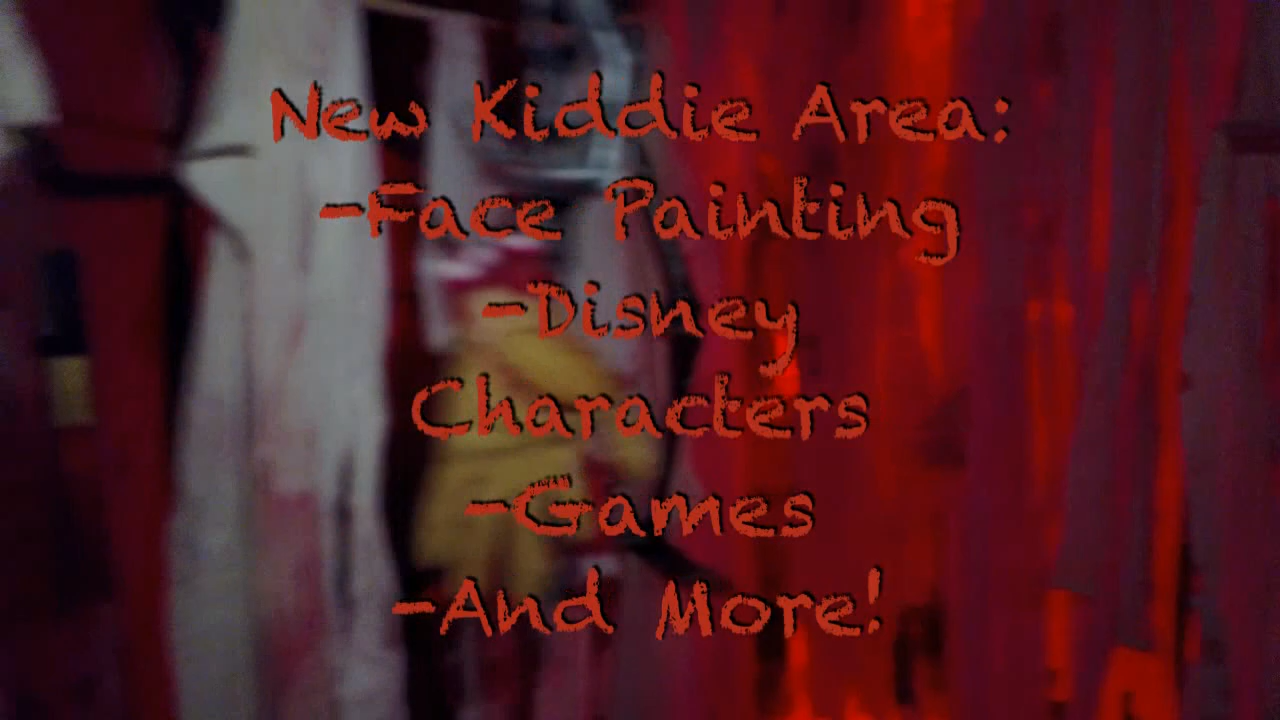 New Kiddie Area:
-Face Painting
-Disney
Characters
-Games
-And More!